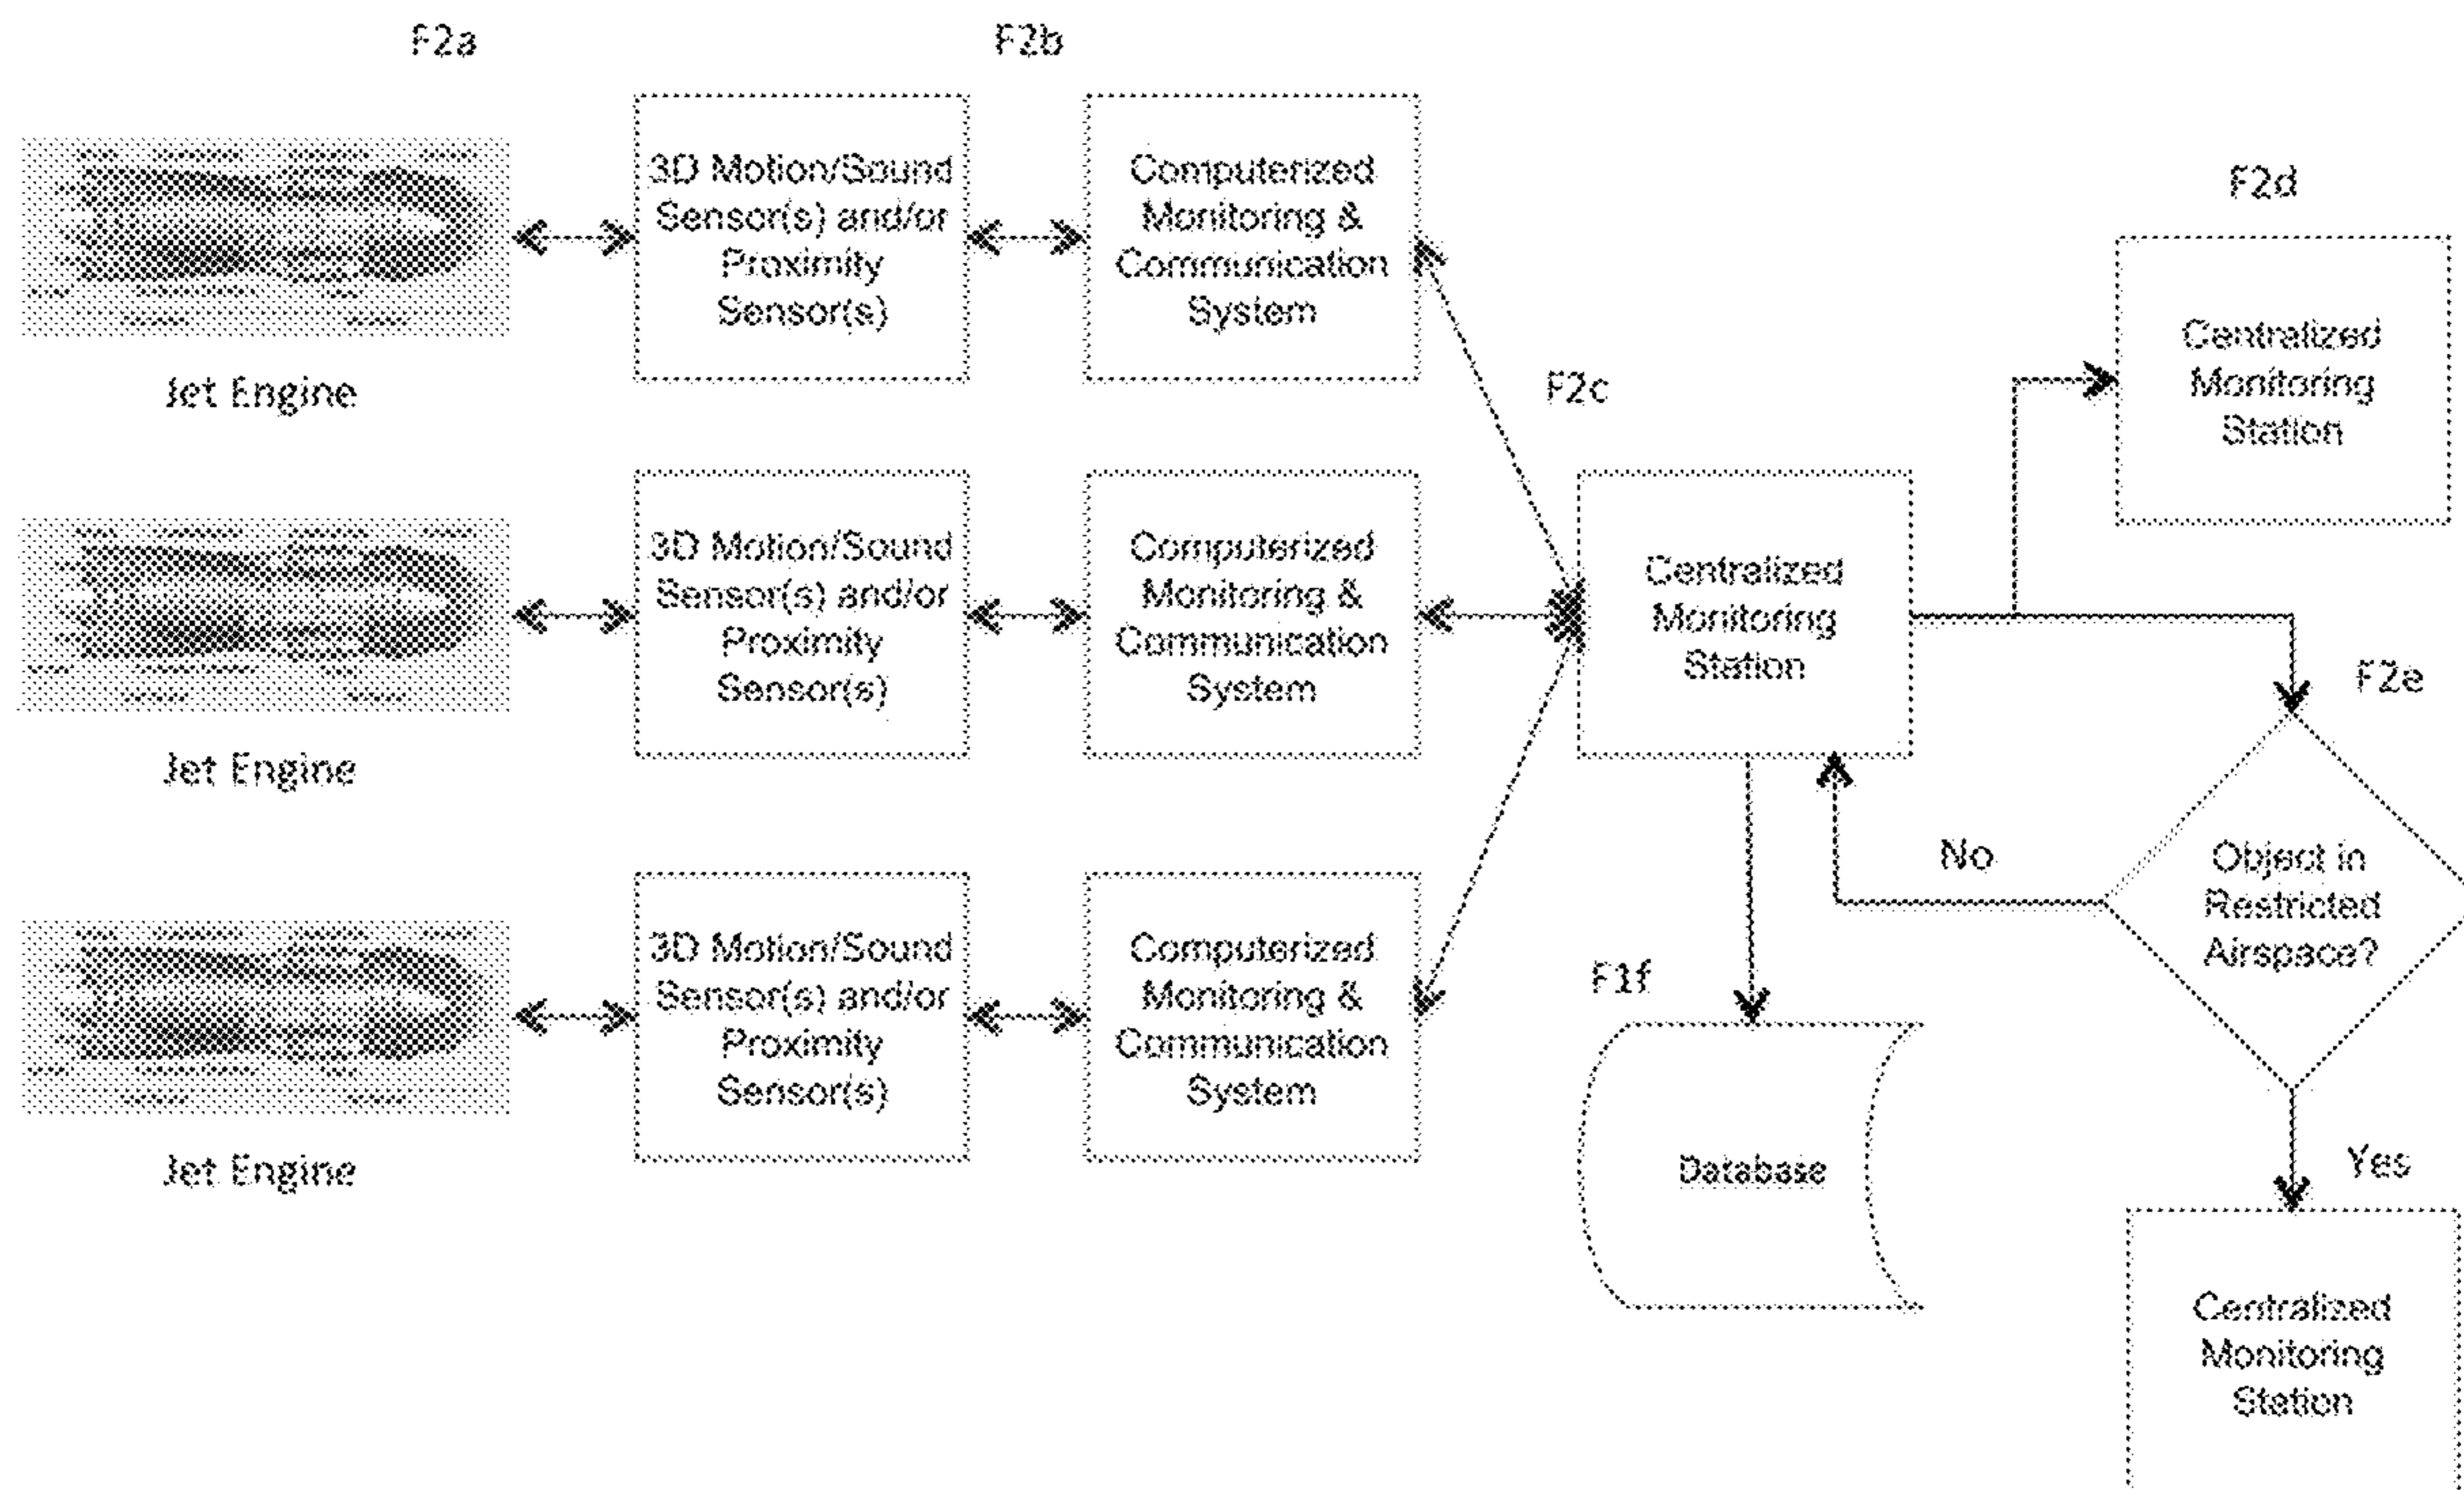 F2a
F2b
3D Motion/Sound
Sensor(s) and/or
Proximity
Sensor(s)
Computerized
Monitoring &
Communication
System
F2d
Jet Engine
F2c
Centralized
Monitoring
Station
3D Motion/Sound
Sensor(s) and/or
Proximity
Sensor(s)
Computerized
Monitoring &
Communication
System
Centralized
Monitoring
Station
Jet Engine
F2e
No
Object in
Restricted
Airspace?
3D Motion/Sound
Sensor(s) and/or
Proximity
Sensor(s)
Computerized
Monitoring &
Communication
System
F1f
Jet Engine
Database
Yes
Centralized
Monitoring
Station